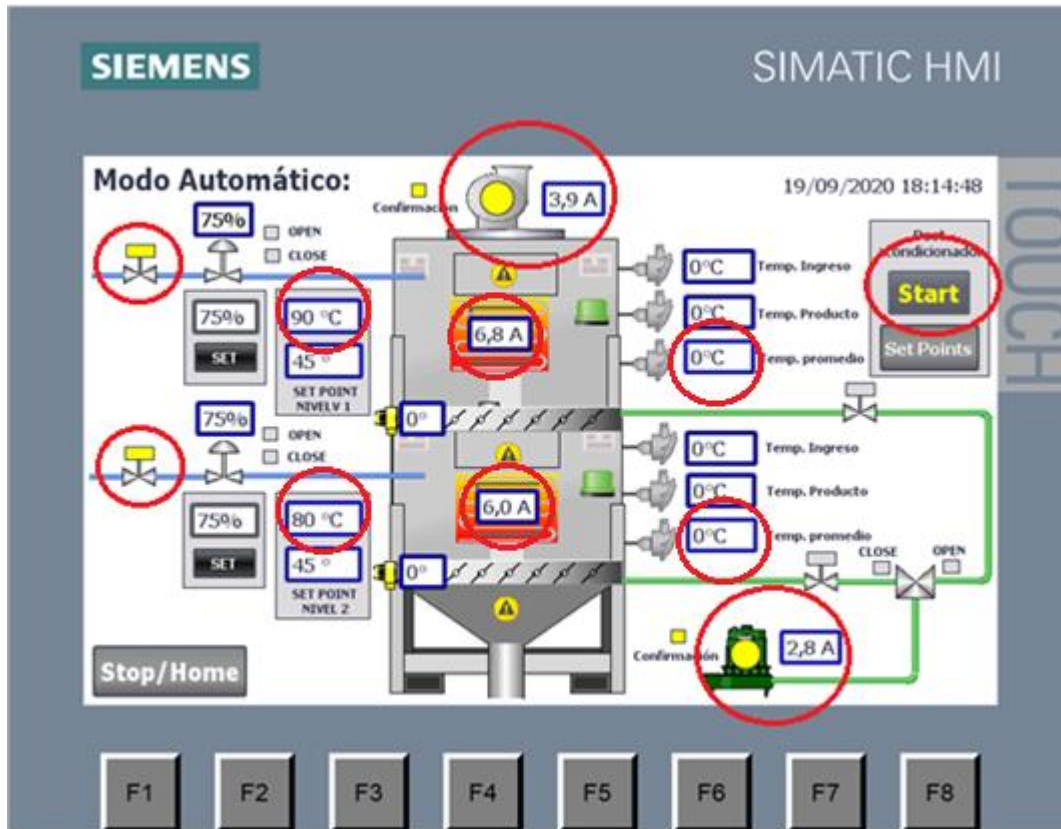 SIEMENS
SIMATIC HMI
TOUCH
Modo Automático:
19/09/2020 18:14:48
75%
OPEN
CLOSE
75%
SET
90 °C
45 °
SET POINT
NIVELV 1
Confirmación
3,9 A
6,8 A
0°C Temp. Ingreso
0°C Temp. Producto
0°C Temp. promedio
condicionador
Start
Set Points
0°
75%
OPEN
CLOSE
75%
SET
80 °C
45 °
SET POINT
NIVEL 2
6,0 A
0°C Temp. Ingreso
0°C Temp. Producto
0°C Temp. promedio
0°
CLOSE
OPEN
Confirmación
2,8 A
Stop/Home
F1 F2 F3 F4 F5 F6 F7 F8